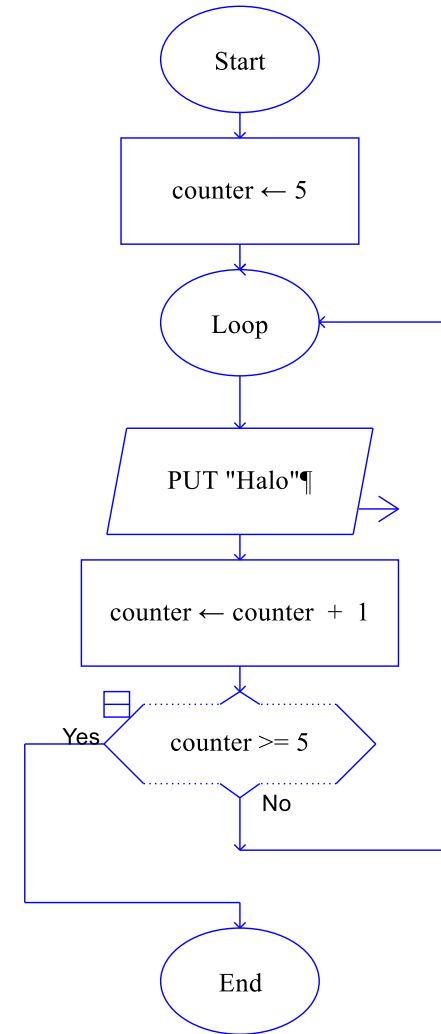 Start
counter ← 5
Loop
PUT "Halo"¶
counter ← counter + 1
Yes
counter >= 5
No
End